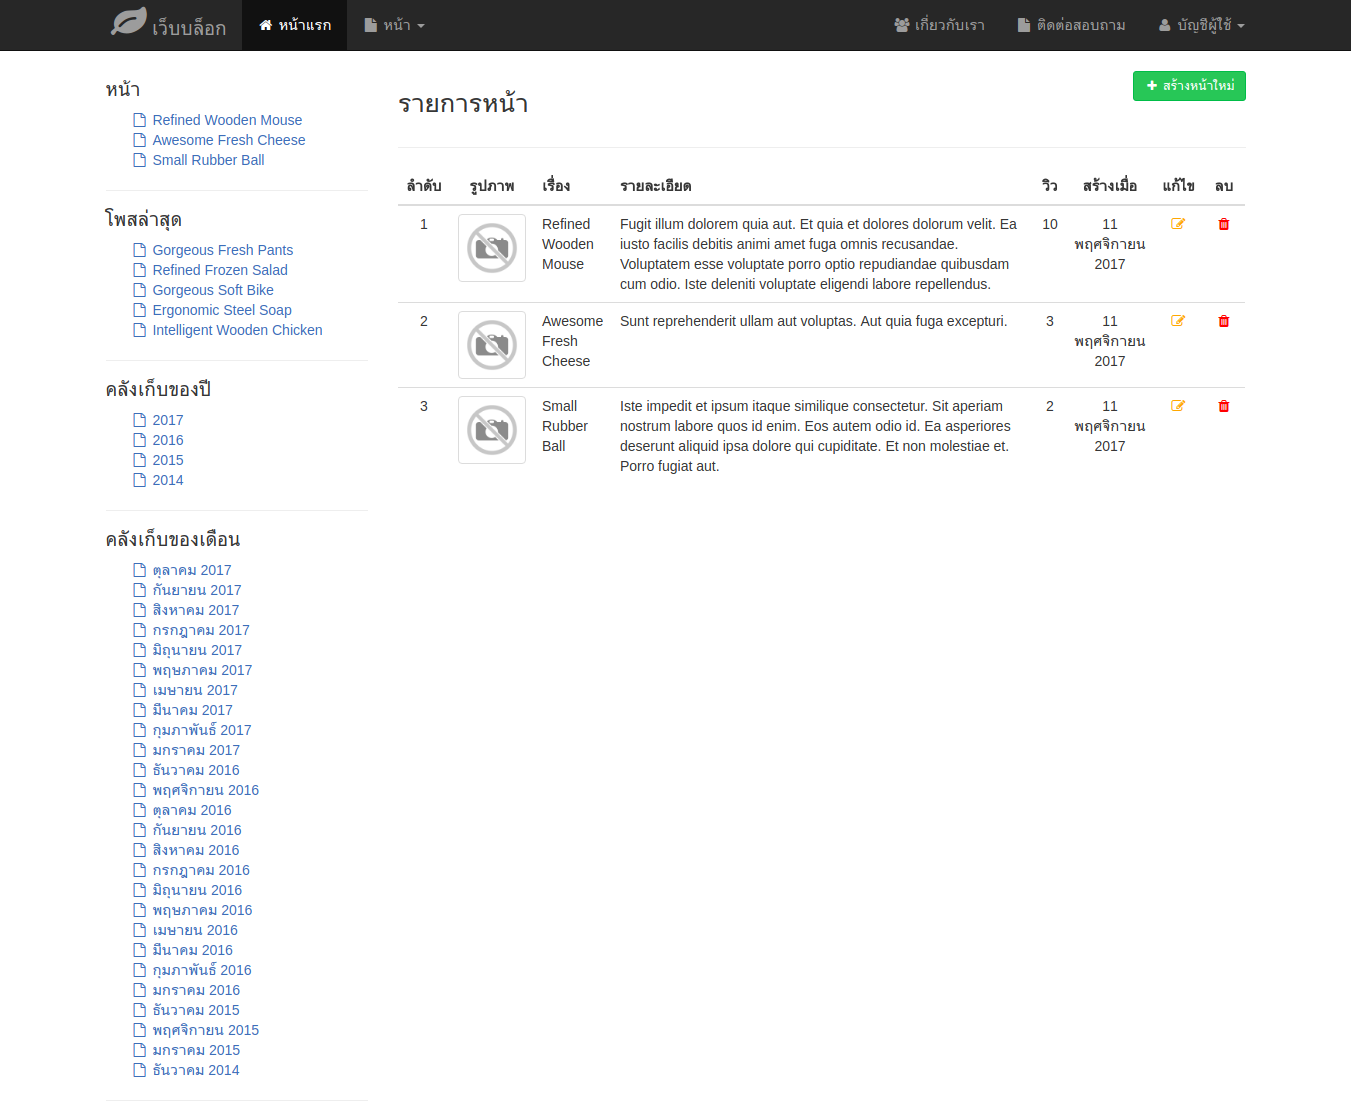 เว็บบล็อก หน้าแรก หน้า เกี่ยวกับเรา ติดต่อสอบถาม บัญชีผู้ใช้
หน้า
Refined Wooden Mouse
Awesome Fresh Cheese
Small Rubber Ball
โพสล่าสุด
Gorgeous Fresh Pants
Refined Frozen Salad
Gorgeous Soft Bike
Ergonomic Steel Soap
Intelligent Wooden Chicken
คลังเก็บของปี
2017
2016
2015
2014
คลังเก็บของเดือน
ตุลาคม 2017
กันยายน 2017
สิงหาคม 2017
กรกฎาคม 2017
มิถุนายน 2017
พฤษภาคม 2017
เมษายน 2017
มีนาคม 2017
กุมภาพันธ์ 2017
มกราคม 2017
ธันวาคม 2016
พฤศจิกายน 2016
ตุลาคม 2016
กันยายน 2016
สิงหาคม 2016
กรกฎาคม 2016
มิถุนายน 2016
พฤษภาคม 2016
เมษายน 2016
มีนาคม 2016
กุมภาพันธ์ 2016
มกราคม 2016
ธันวาคม 2015
พฤศจิกายน 2015
มกราคม 2015
ธันวาคม 2014
รายการหน้า
สร้างหน้าใหม่
ลำดับ รูปภาพ เรื่อง รายละเอียด วิว สร้างเมื่อ แก้ไข ลบ
1 Refined Fugit illum dolorem quia aut. Et quia et dolores dolorum velit. Ea 10 11
Wooden iusto facilis debitis animi amet fuga omnis recusandae. พฤศจิกายน
Mouse Voluptatem esse voluptate porro optio repudiandae quibusdam 2017
cum odio. Iste deleniti voluptate eligendi labore repellendus.
2 Awesome Sunt reprehenderit ullam aut voluptas. Aut quia fuga excepturi. 3 11
Fresh พฤศจิกายน
Cheese 2017
3 Small Iste impedit et ipsum itaque similique consectetur. Sit aperiam 2 11
Rubber nostrum labore quos id enim. Eos autem odio id. Ea asperiores พฤศจิกายน
Ball deserunt aliquid ipsa dolore qui cupiditate. Et non molestiae et. 2017
Porro fugiat aut.